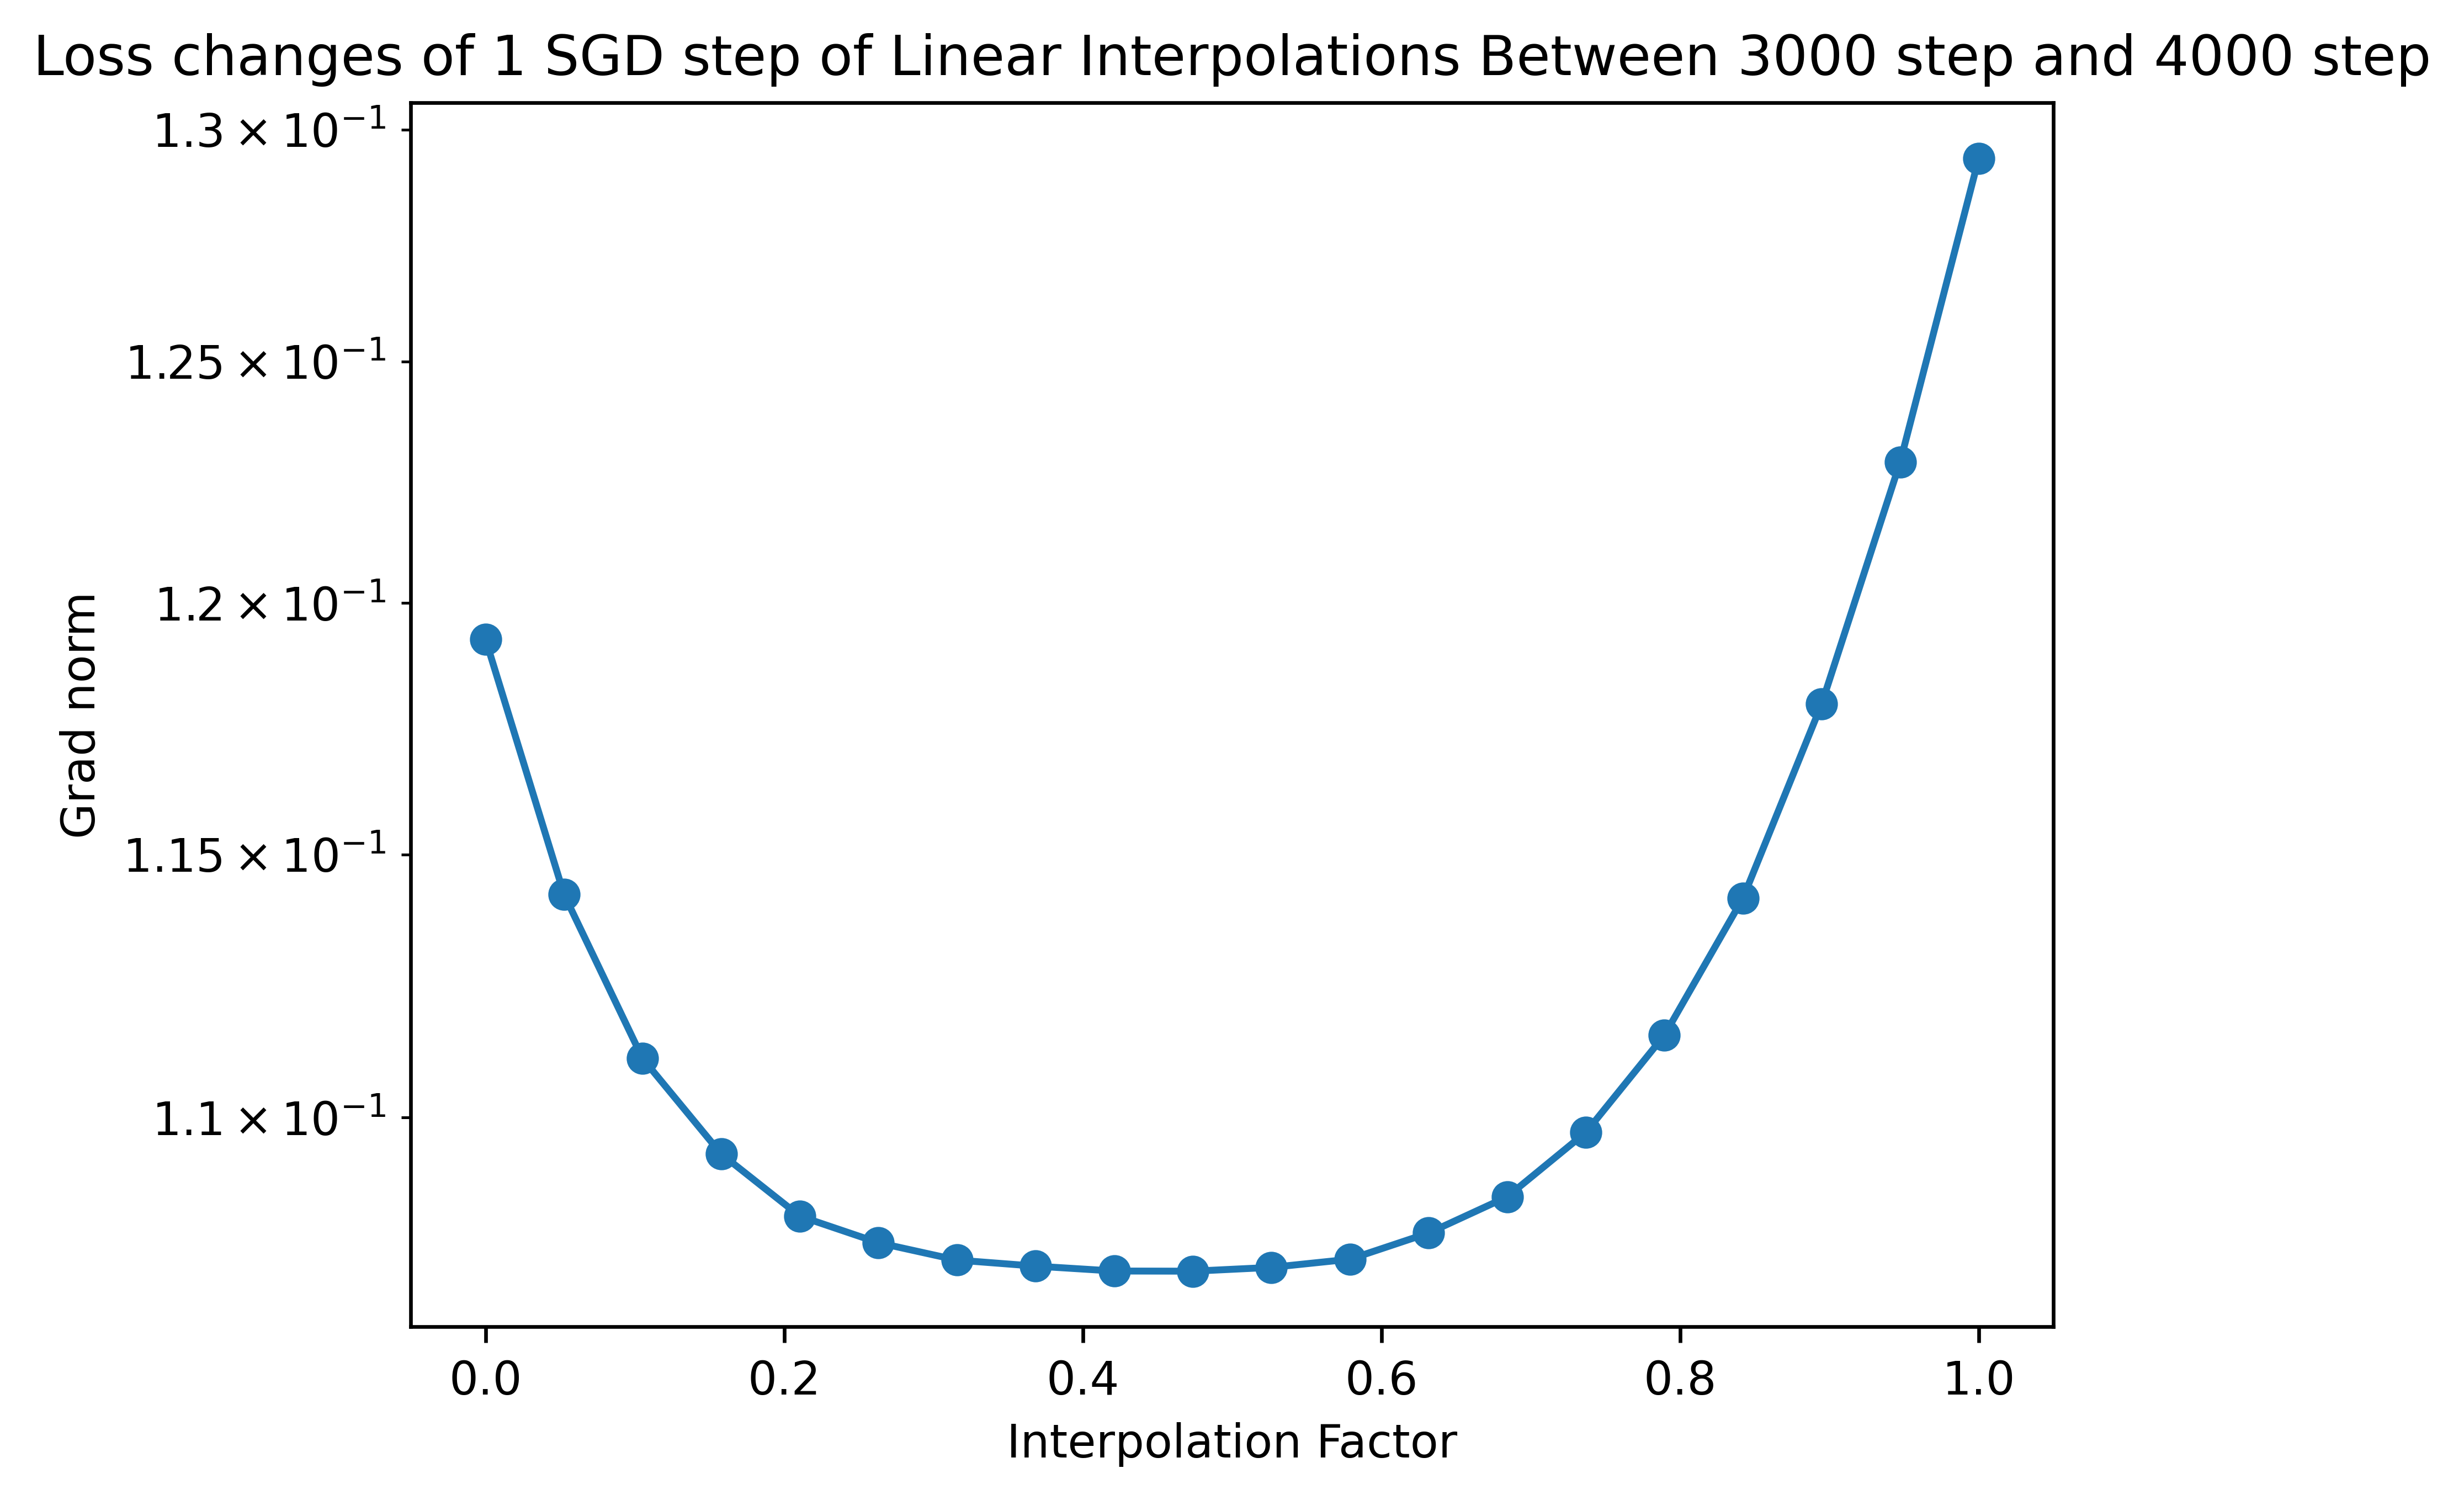 Loss changes of 1 SGD step of Linear Interpolations Between 3000 step and 4000 step
1.3 × 10⁻¹
1.25 × 10⁻¹
1.2 × 10⁻¹
1.15 × 10⁻¹
1.1 × 10⁻¹
Grad norm
0.0 0.2 0.4 0.6 0.8 1.0
Interpolation Factor